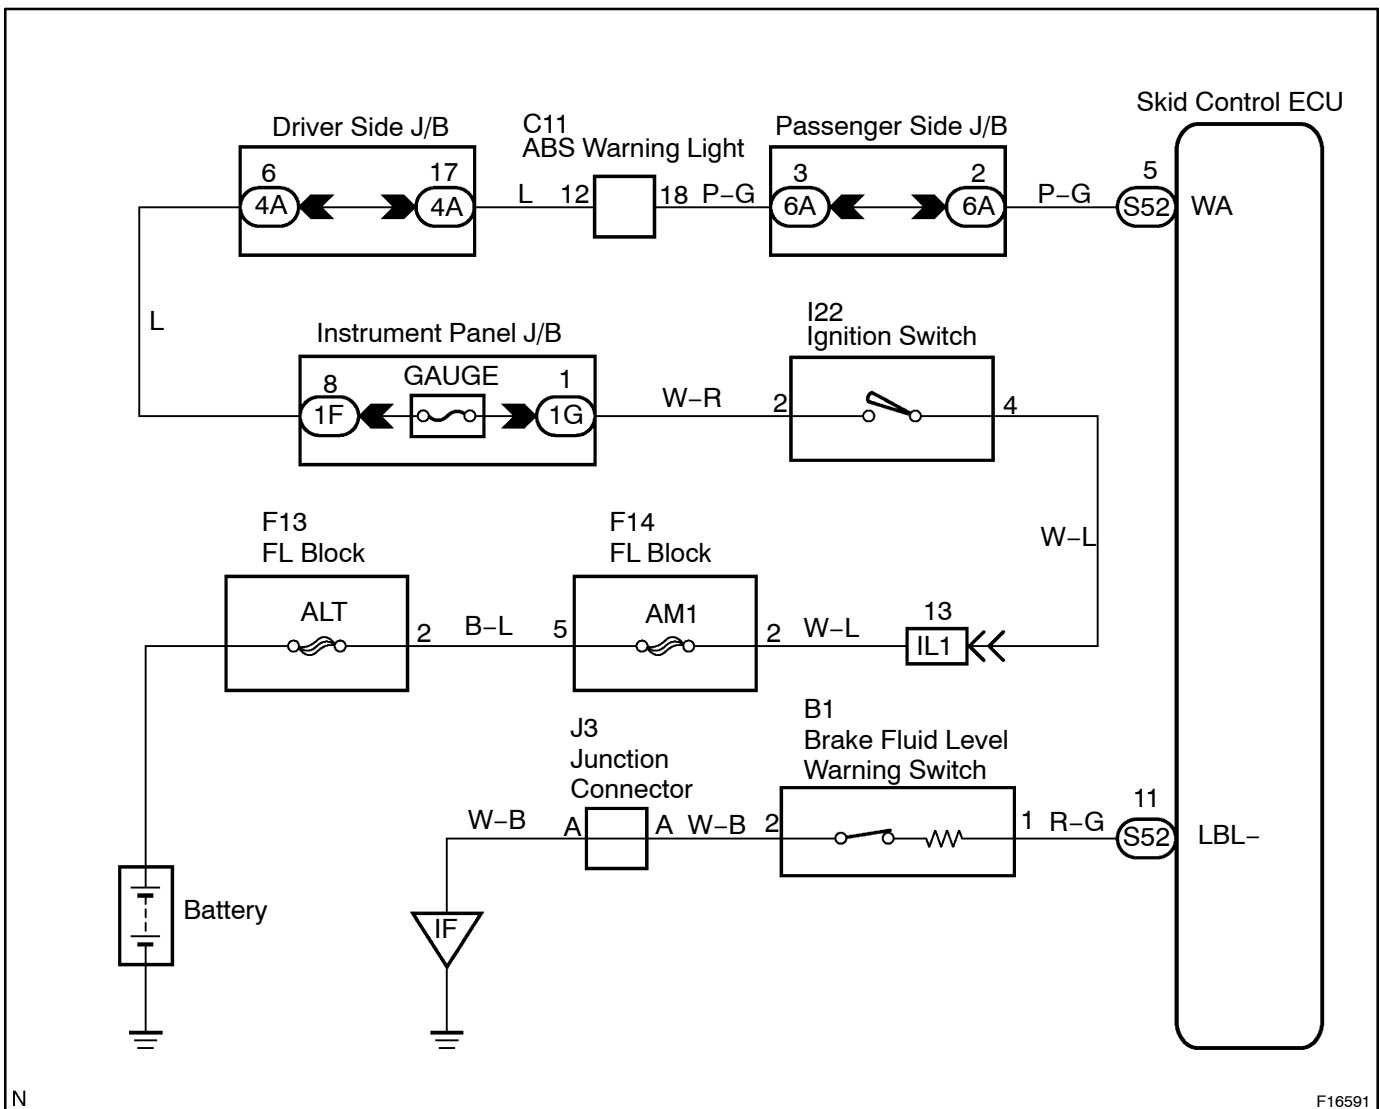 Skid Control ECU
Driver Side J/B
C11
ABS Warning Light
Passenger Side J/B
6
17
4A
4A
L
12
18
P-G
3
2
6A
6A
P-G
5
S52
WA
L
Instrument Panel J/B
8
GAUGE
1
1F
1G
W-R
I22
Ignition Switch
2
4
W-L
F13
FL Block
ALT
2
B-L
F14
FL Block
5
AM1
2
W-L
13
IL1
J3
Junction
Connector
W-B
A
A
W-B
B1
Brake Fluid Level
Warning Switch
2
1
R-G
11
S52
LBL-
Battery
IF
N
F16591